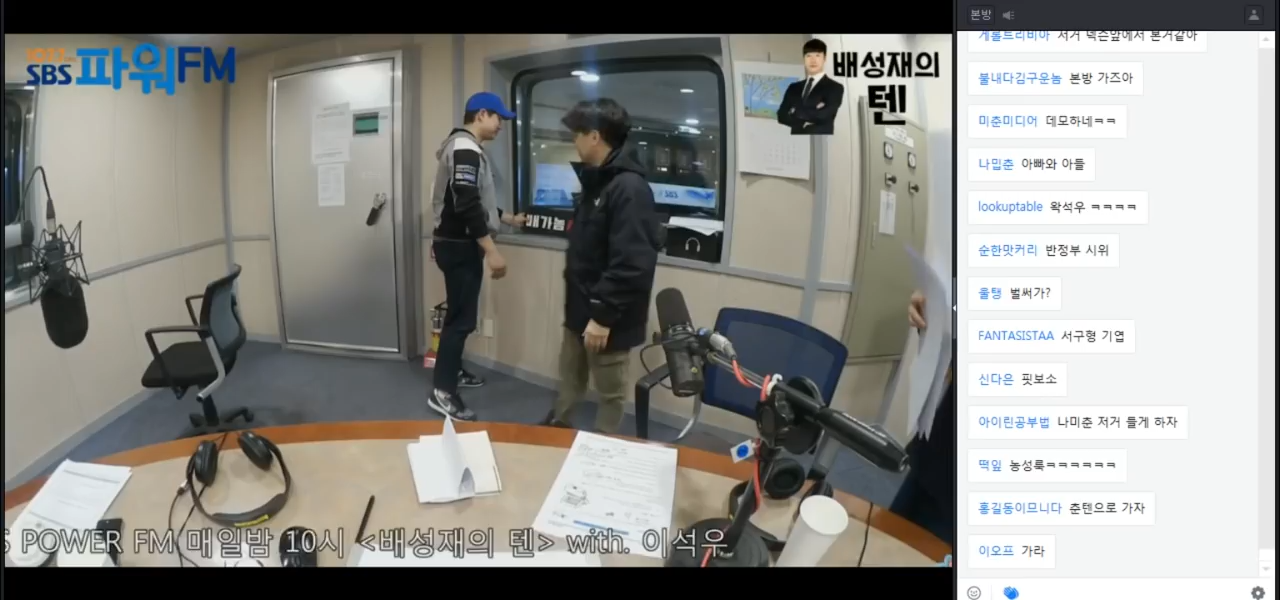 SBS 파워FM
배성재의
텐
SBS
배가놈
S POWER FM 매일밤 10시 <배성재의 텐> with. 이석우
본방
게롤트리비아 저거 넥슨앞에서 본거같아
불내다김구운놈 본방 가즈아
미춘미디어 데모하네ㅋㅋ
나밉춘 아빠와 아들
lookuptable 왁석우 ㅋㅋㅋㅋ
순한맛커리 반정부 시위
울탱 벌써가?
FANTASISTAA 서구형 기엽
신다은 핏보소
아이린공부법 나미춘 저거 들게 하자
떡잎 농성룩ㅋㅋㅋㅋㅋㅋ
홍길동이므니다 춘텐으로 가자
이오프 가라